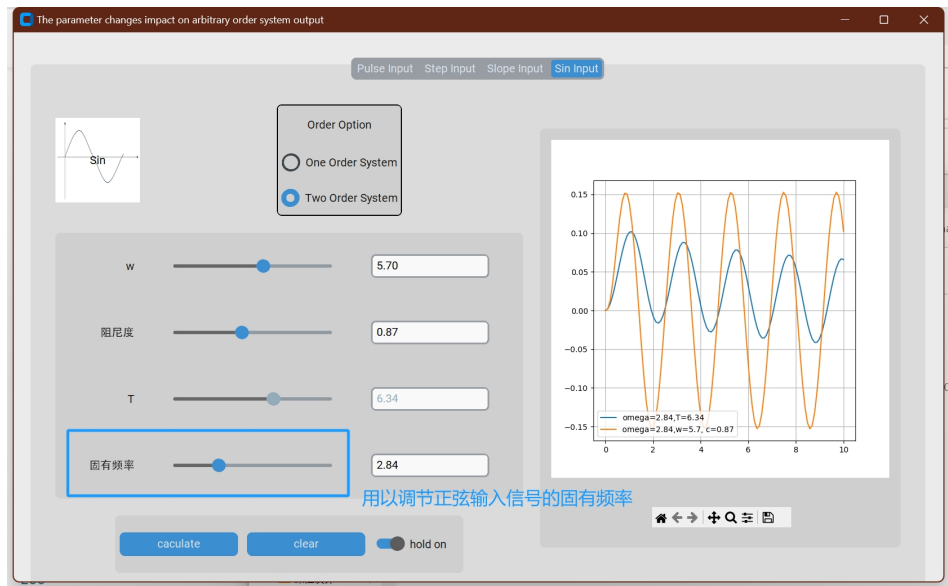 The parameter changes impact on arbitrary order system output
Pulse Input Step Input Slope Input Sin Input
Order Option
Sin
One Order System
Two Order System
w 5.70
阻尼度 0.87
T 6.34
固有频率 2.84
用以调节正弦输入信号的固有频率
caculate clear hold on
0.15
0.10
0.05
0.00
−0.05
−0.10
−0.15
omega=2.84,T=6.34
omega=2.84,w=5.7, c=0.87
0 2 4 6 8 10